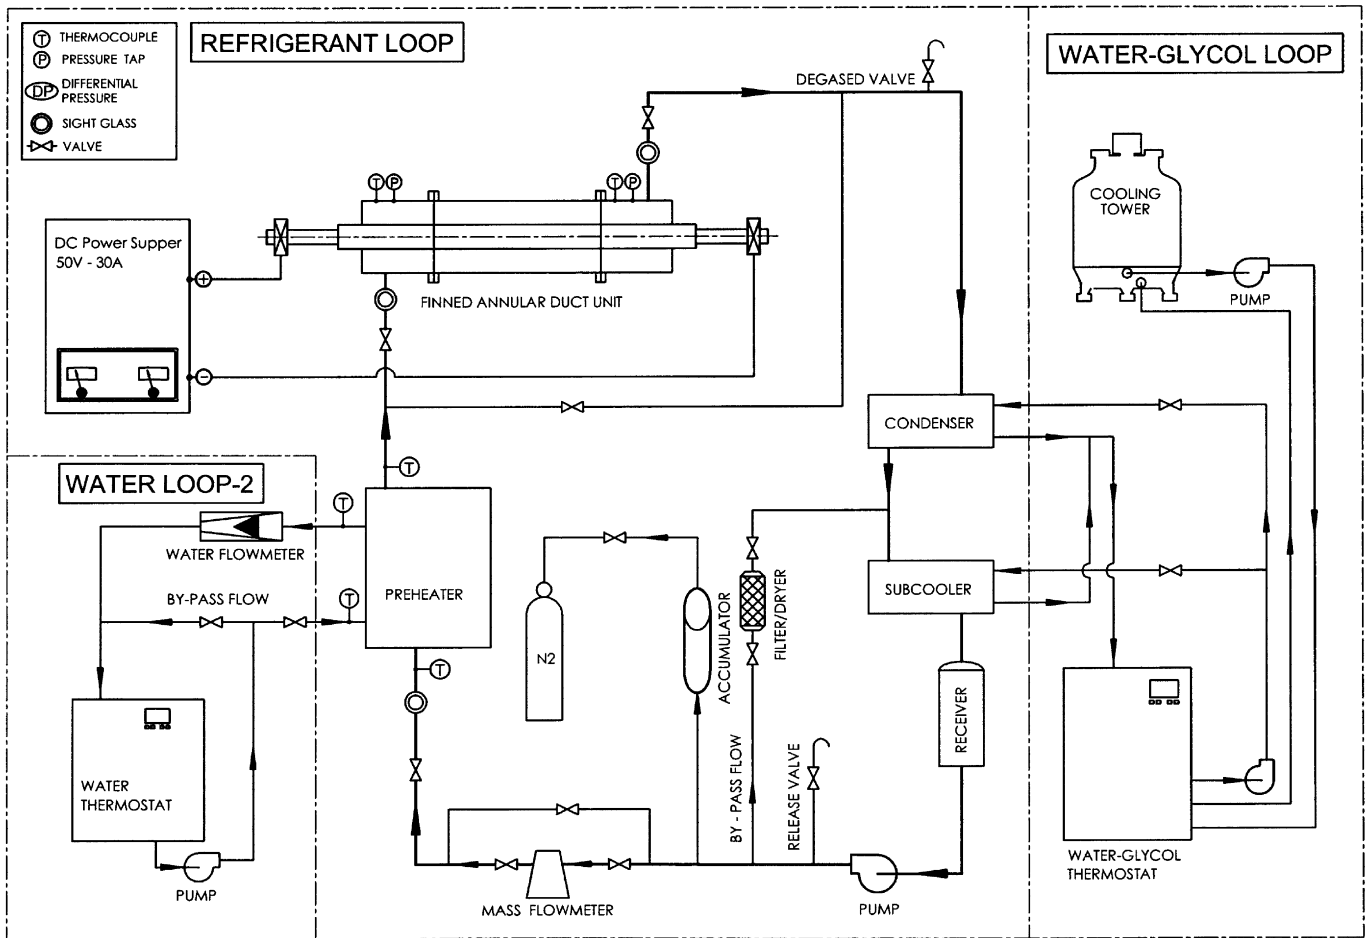 T THERMOCOUPLE
P PRESSURE TAP
DP DIFFERENTIAL
PRESSURE
SIGHT GLASS
VALVE
REFRIGERANT LOOP
WATER-GLYCOL LOOP
DEGASED VALVE
T P
T P
COOLING
TOWER
PUMP
DC Power Supper
50V - 30A
+
−
FINNED ANNULAR DUCT UNIT
CONDENSER
WATER LOOP-2
T
T
WATER FLOWMETER
BY-PASS FLOW
T
PREHEATER
T
N2
ACCUMULATOR
FILTER/DRYER
SUBCOOLER
RECEIVER
BY - PASS FLOW
RELEASE VALVE
WATER
THERMOSTAT
PUMP
MASS FLOWMETER
PUMP
WATER-GLYCOL
THERMOSTAT